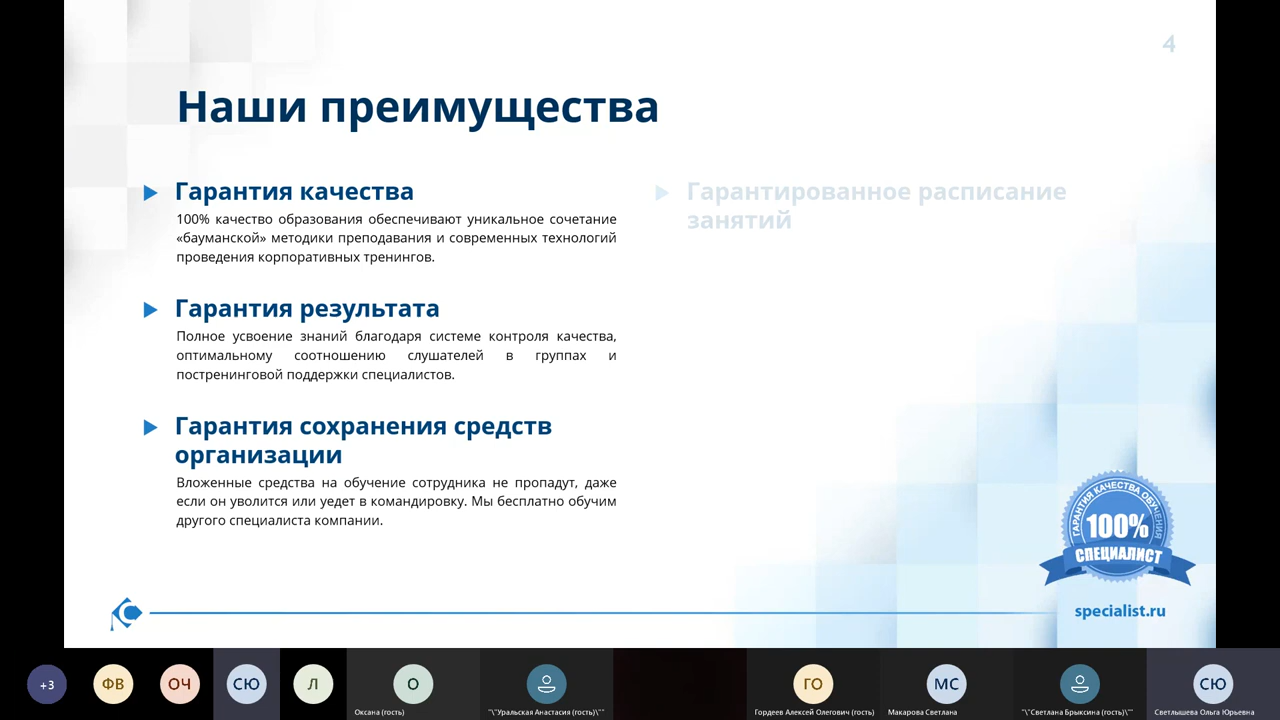 4
Наши преимущества
Гарантия качества
100% качество образования обеспечивают уникальное сочетание
«бауманской» методики преподавания и современных технологий
проведения корпоративных тренингов.
Гарантия результата
Полное усвоение знаний благодаря системе контроля качества,
оптимальному соотношению слушателей в группах и
постренинговой поддержки специалистов.
Гарантия сохранения средств
организации
Вложенные средства на обучение сотрудника не пропадут, даже
если он уволится или уедет в командировку. Мы бесплатно обучим
другого специалиста компании.
Гарантированное расписание
занятий
ГАРАНТИЯ КАЧЕСТВА ОБУЧЕНИЯ
100%
СПЕЦИАЛИСТ
specialist.ru
+3
ФВ
ОЧ
СЮ
Л
О
ГО
МС
СЮ
Оксана (гость)
"\"Уральская Анастасия (гость)\""
Гордеев Алексей Олегович (гость)
Макарова Светлана
"\"Светлана Брыксина (гость)\""
Светлышева Ольга Юрьевна